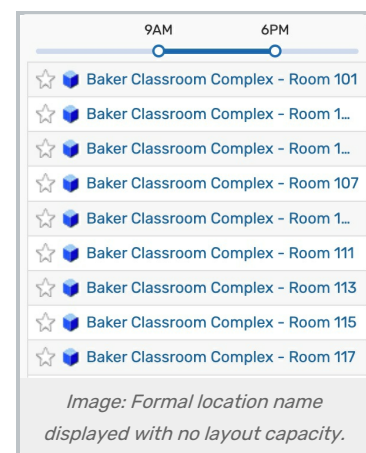 9AM 6PM
Baker Classroom Complex - Room 101
Baker Classroom Complex - Room 1...
Baker Classroom Complex - Room 1...
Baker Classroom Complex - Room 107
Baker Classroom Complex - Room 1...
Baker Classroom Complex - Room 111
Baker Classroom Complex - Room 113
Baker Classroom Complex - Room 115
Baker Classroom Complex - Room 117
Image: Formal location name
displayed with no layout capacity.